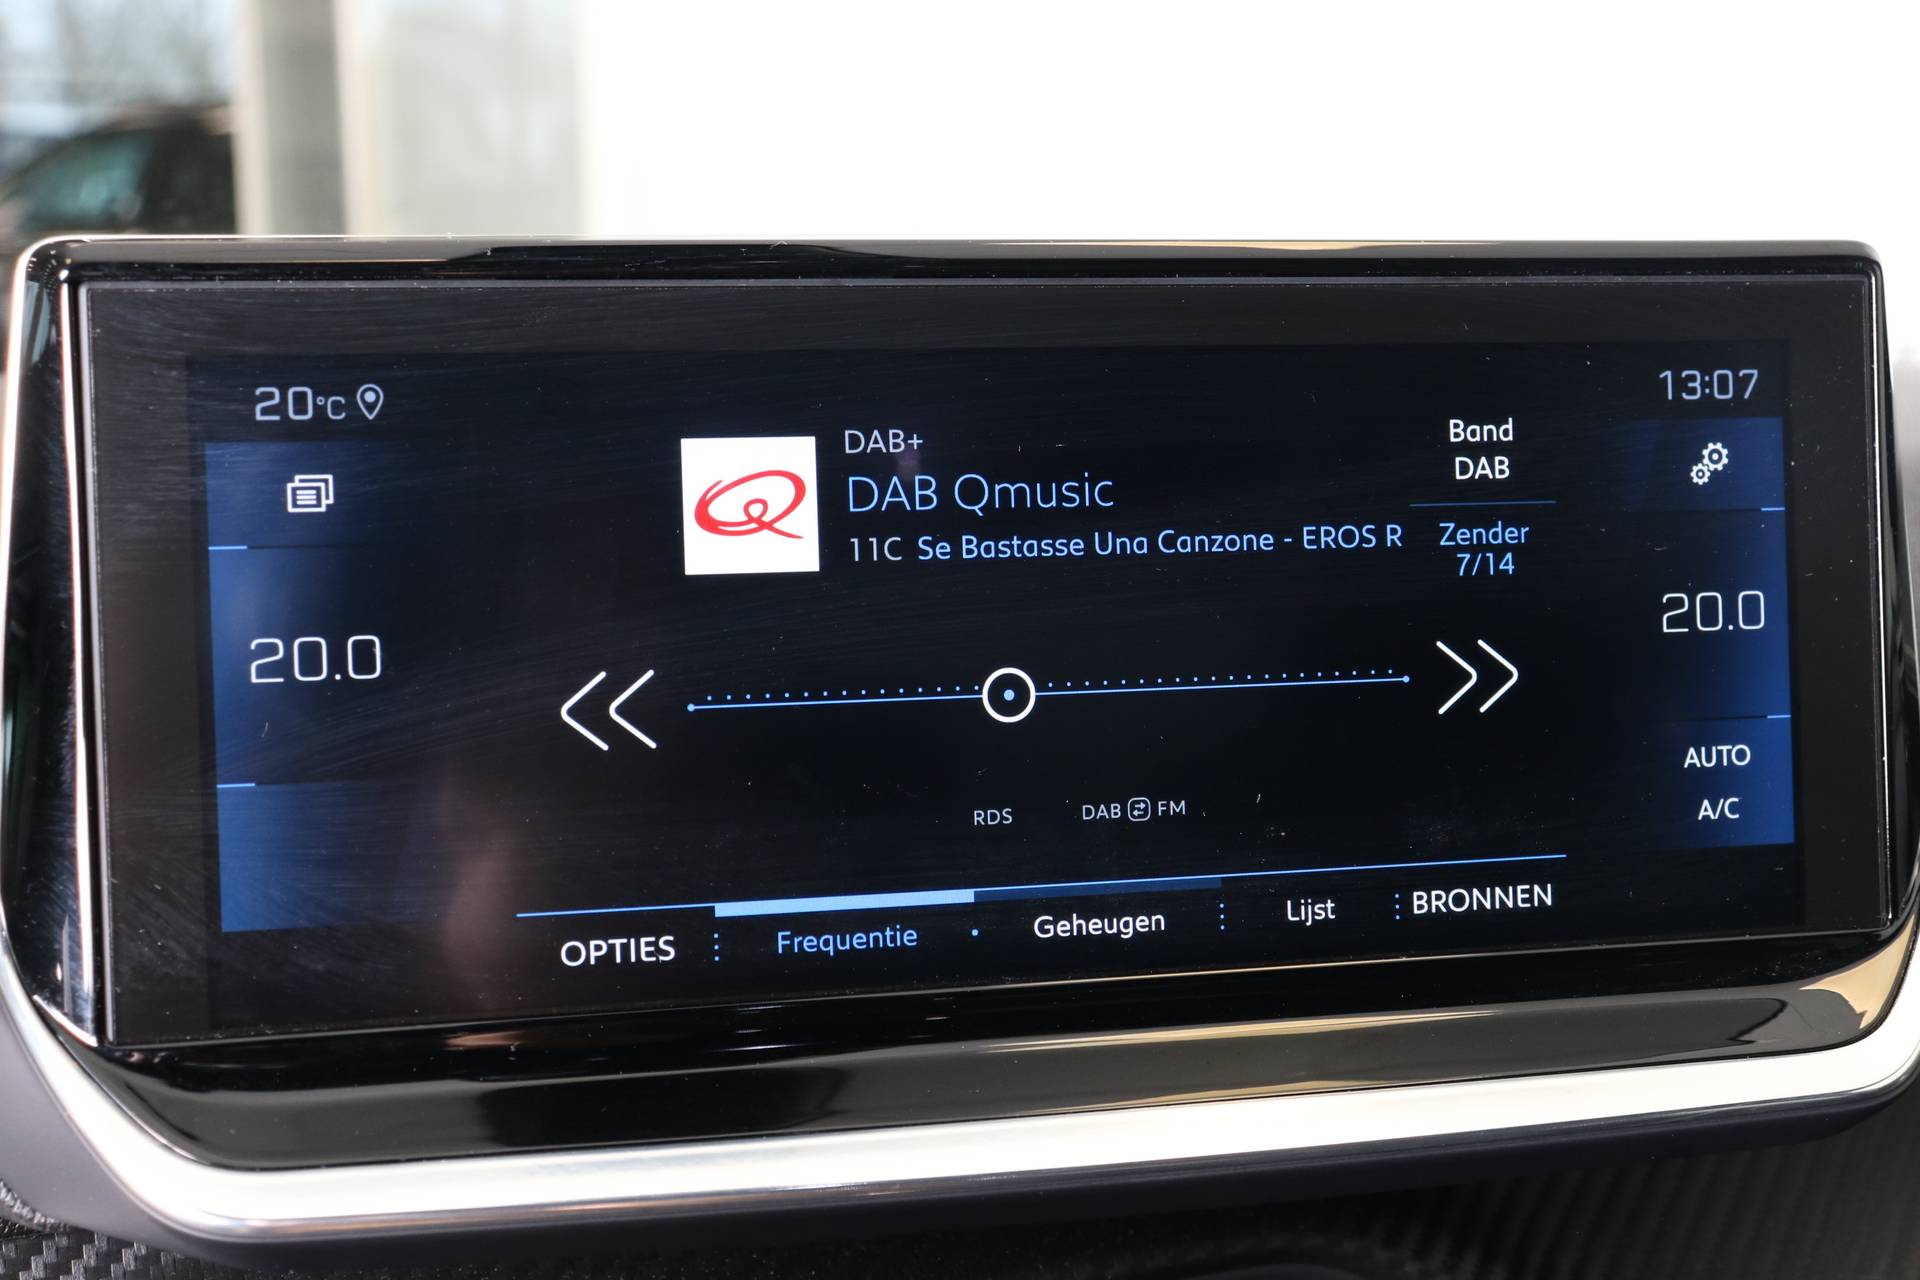 20°C
13:07
DAB+
DAB Qmusic
11C Se Bastasse Una Canzone - EROS R
Band
DAB
Zender
7/14
20.0
20.0
AUTO
A/C
RDS
DAB FM
OPTIES
Frequentie
Geheugen
Lijst
BRONNEN